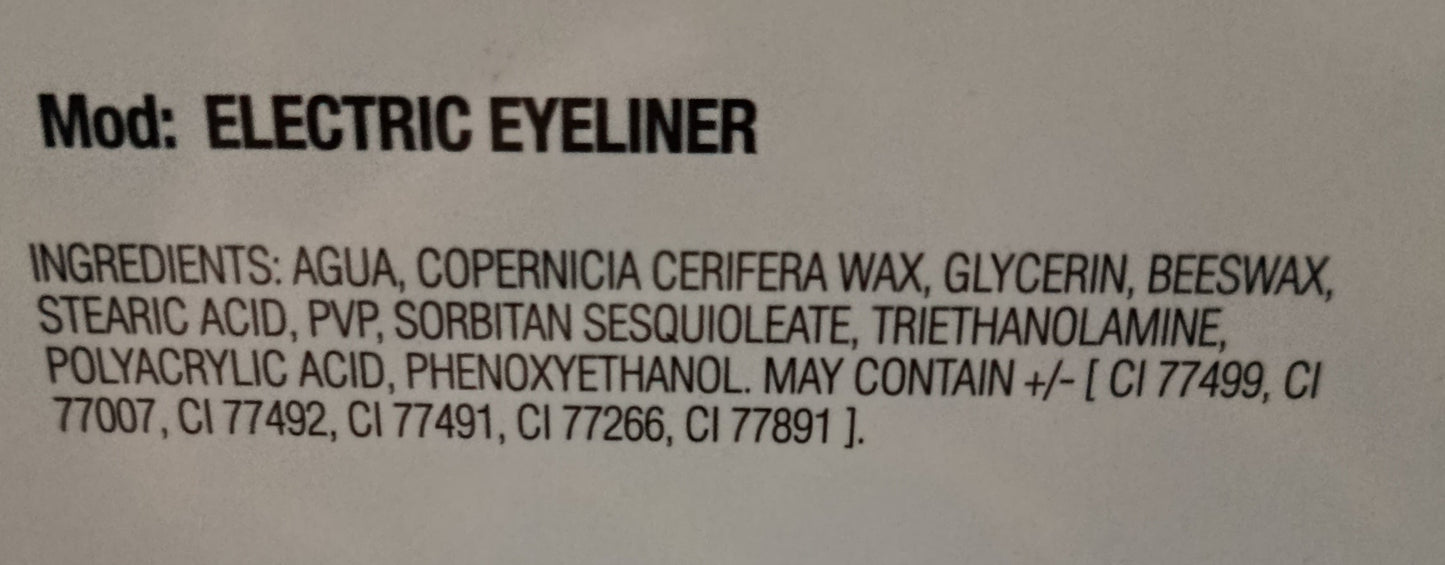 Mod: ELECTRIC EYELINER
INGREDIENTS: AGUA, COPERNICIA CERIFERA WAX, GLYCERIN, BEESWAX,
STEARIC ACID, PVP, SORBITAN SESQUIOLEATE, TRIETHANOLAMINE,
POLYACRYLIC ACID, PHENOXYETHANOL. MAY CONTAIN +/- [ CI 77499, CI
77007, CI 77492, CI 77491, CI 77266, CI 77891 ].